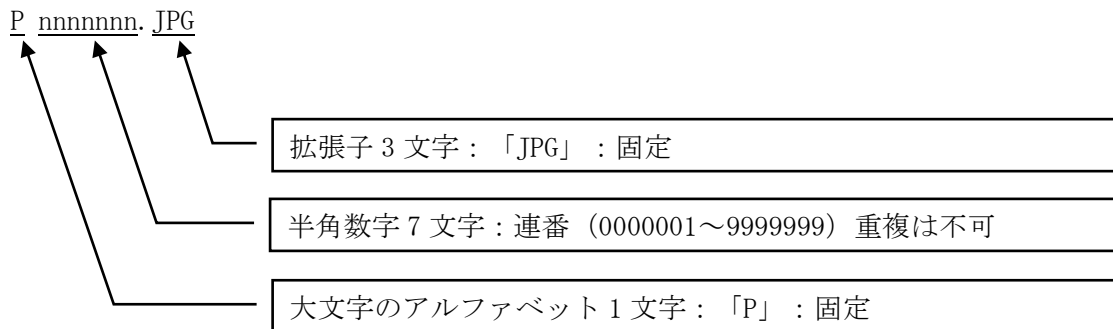 P nnnnnnn.JPG
拡張子 3 文字：「JPG」：固定
半角数字 7 文字：連番（0000001～9999999）重複は不可
大文字のアルファベット 1 文字：「P」：固定